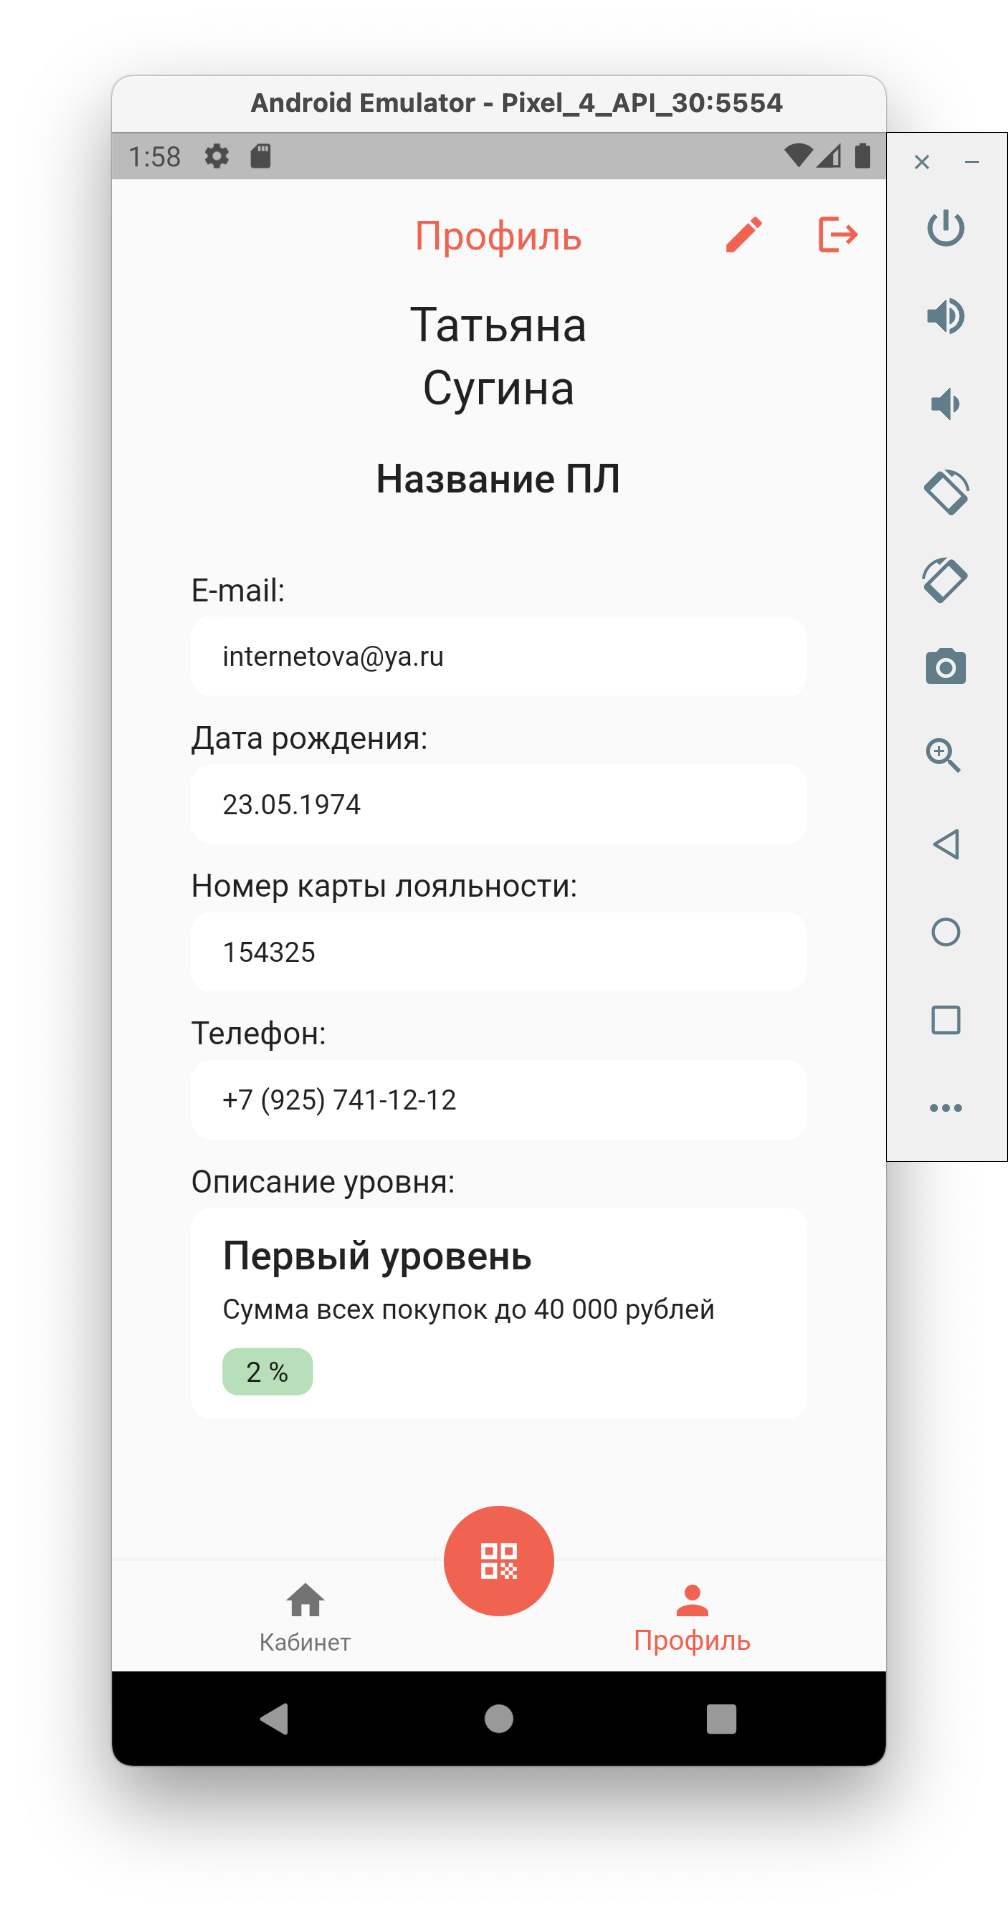 Android Emulator - Pixel_4_API_30:5554
1:58
Профиль
Татьяна
Сугина
Название ПЛ
E-mail:
internetova@ya.ru
Дата рождения:
23.05.1974
Номер карты лояльности:
154325
Телефон:
+7 (925) 741-12-12
Описание уровня:
Первый уровень
Сумма всех покупок до 40 000 рублей
2 %
Кабинет
Профиль